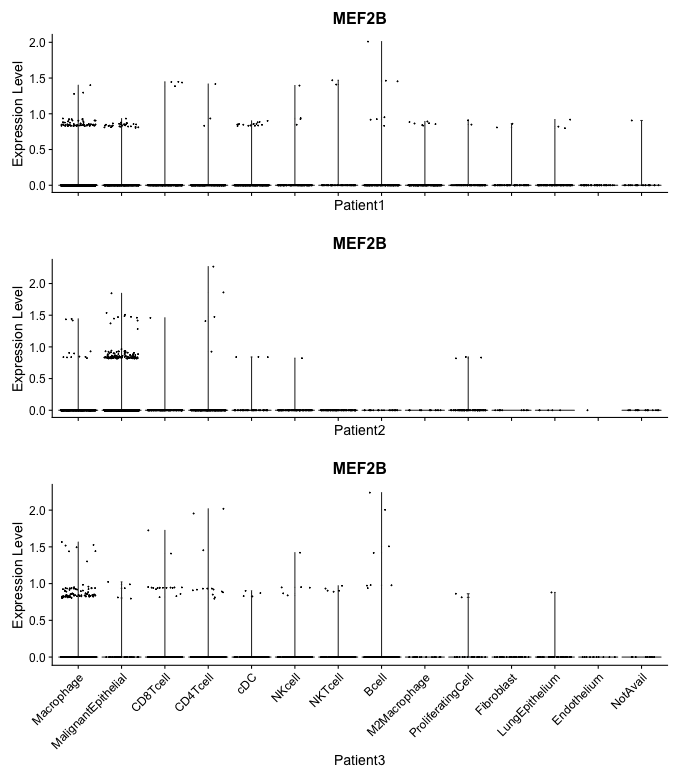 MEF2B
Expression Level
2.0
1.5
1.0
0.5
0.0
Patient1
MEF2B
Expression Level
2.0
1.5
1.0
0.5
0.0
Patient2
MEF2B
Expression Level
2.0
1.5
1.0
0.5
0.0
Macrophage
MalignantEpithelial
CD8Tcell
CD4Tcell
cDC
NKcell
NKTcell
Bcell
M2Macrophage
ProliferatingCell
Fibroblast
LungEpithelium
Endothelium
NotAvail
Patient3